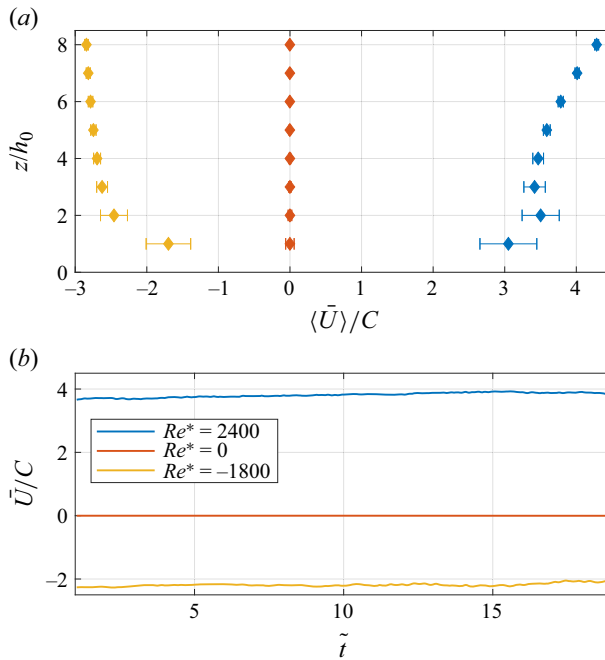 (a)
8
6
4
2
0
z/h₀
−3 −2 −1 0 1 2 3 4
⟨Ū⟩/C
(b)
4
0
−2
Ū/C
Re* = 2400
Re* = 0
Re* = −1800
5 10 15
t̃